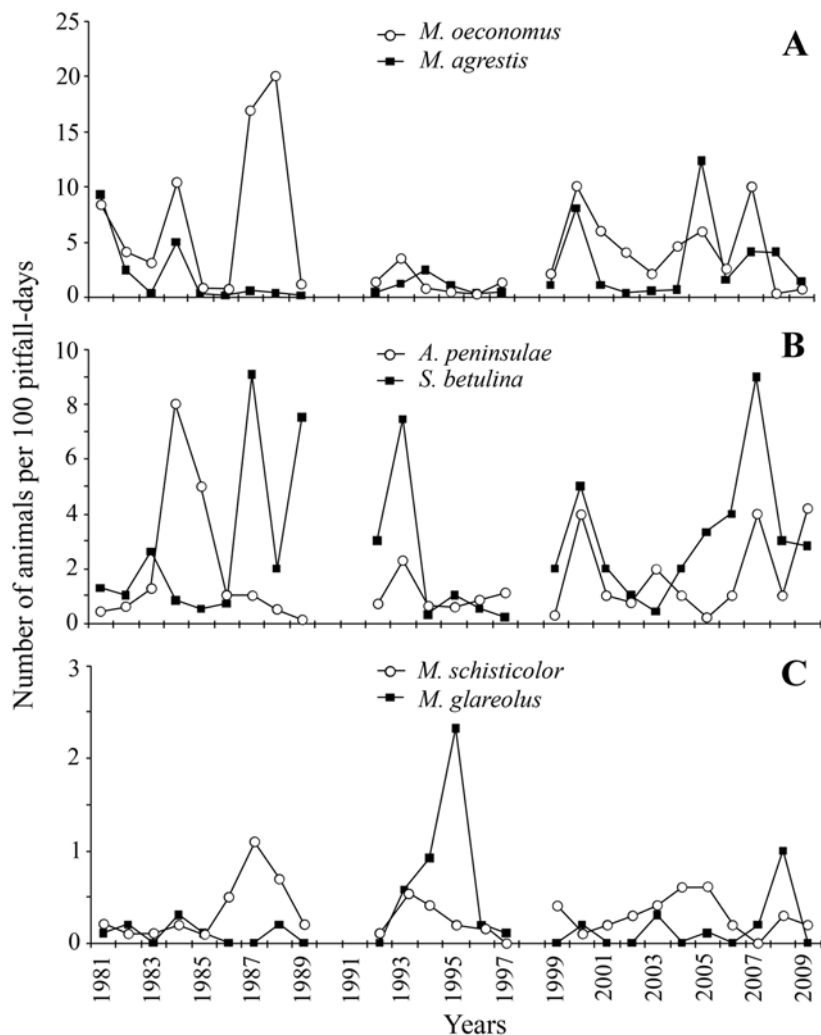 M. oeconomus
M. agrestis
A
25
20
15
10
5
0
A. peninsulae
S. betulina
B
10
8
6
4
2
0
M. schisticolor
M. glareolus
C
3
2
1
0
Number of animals per 100 pitfall-days
1981 1983 1985 1987 1989 1991 1993 1995 1997 1999 2001 2003 2005 2007 2009
Years